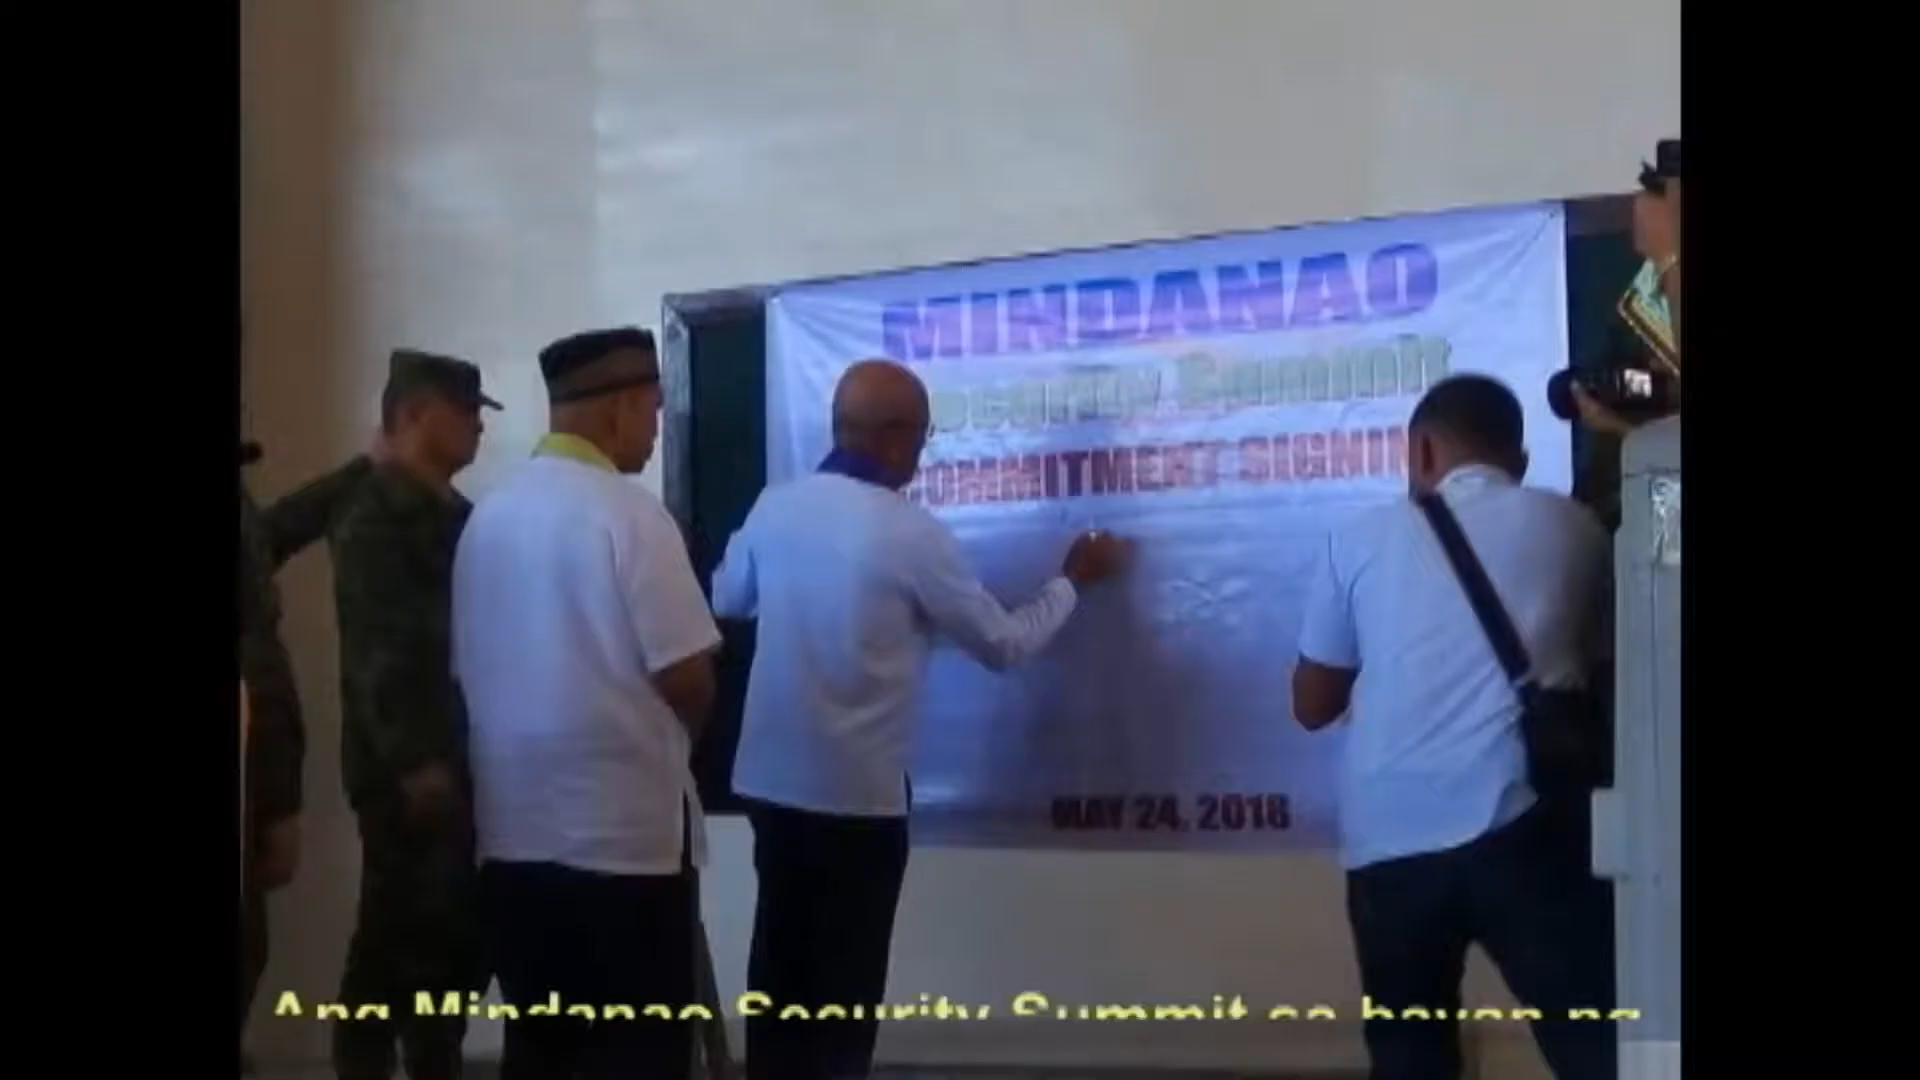 MINDANAO
Security Summit
COMMITMENT SIGNIN
MAY 24, 2018
Ang Mindanao Security Summit sa bayan ng